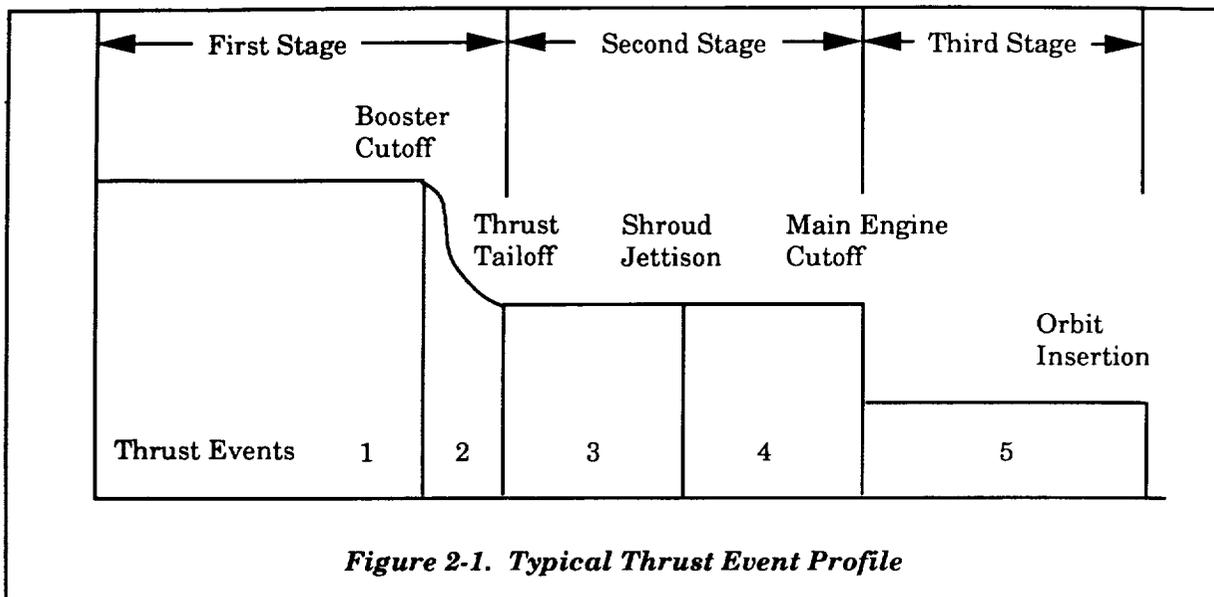 First Stage
Second Stage
Third Stage
Booster
Cutoff
Thrust
Tailoff
Shroud
Jettison
Main Engine
Cutoff
Orbit
Insertion
Thrust Events 1 2 3 4 5
Figure 2-1. Typical Thrust Event Profile